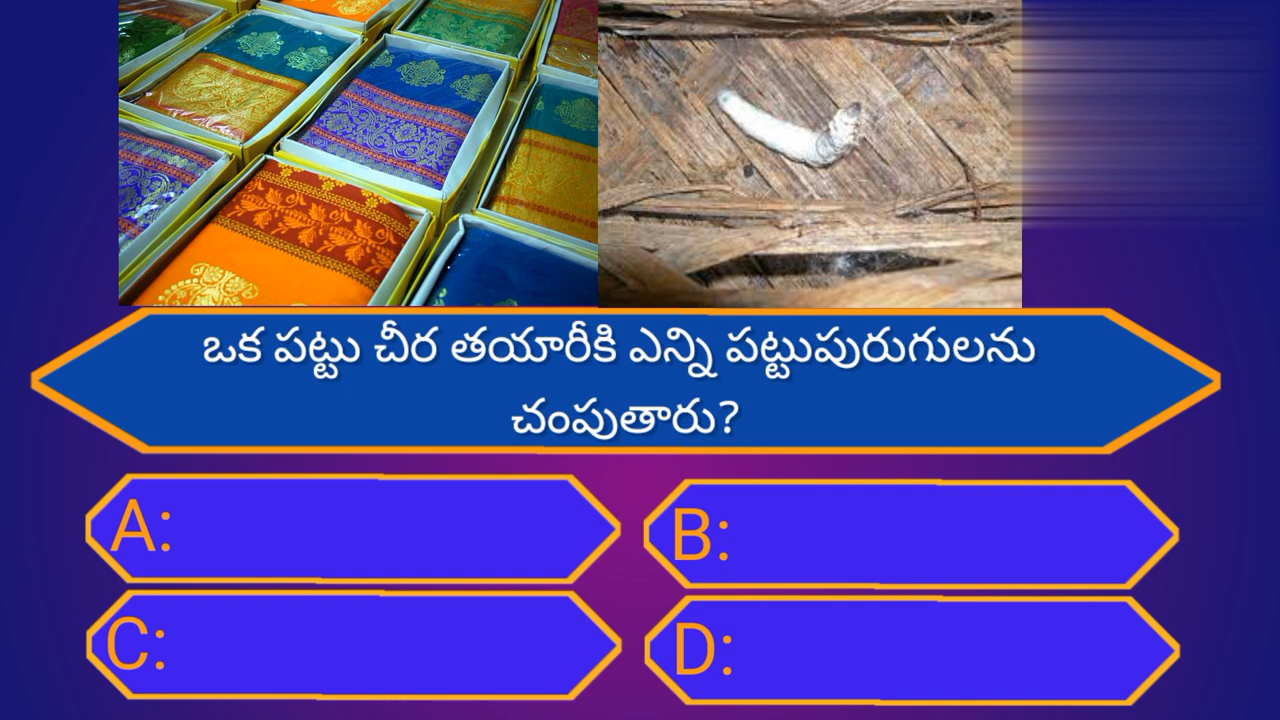 ఒక పట్టు చీర తయారీకి ఎన్ని పట్టుపురుగులను
చంపుతారు?
A:
B:
C:
D: